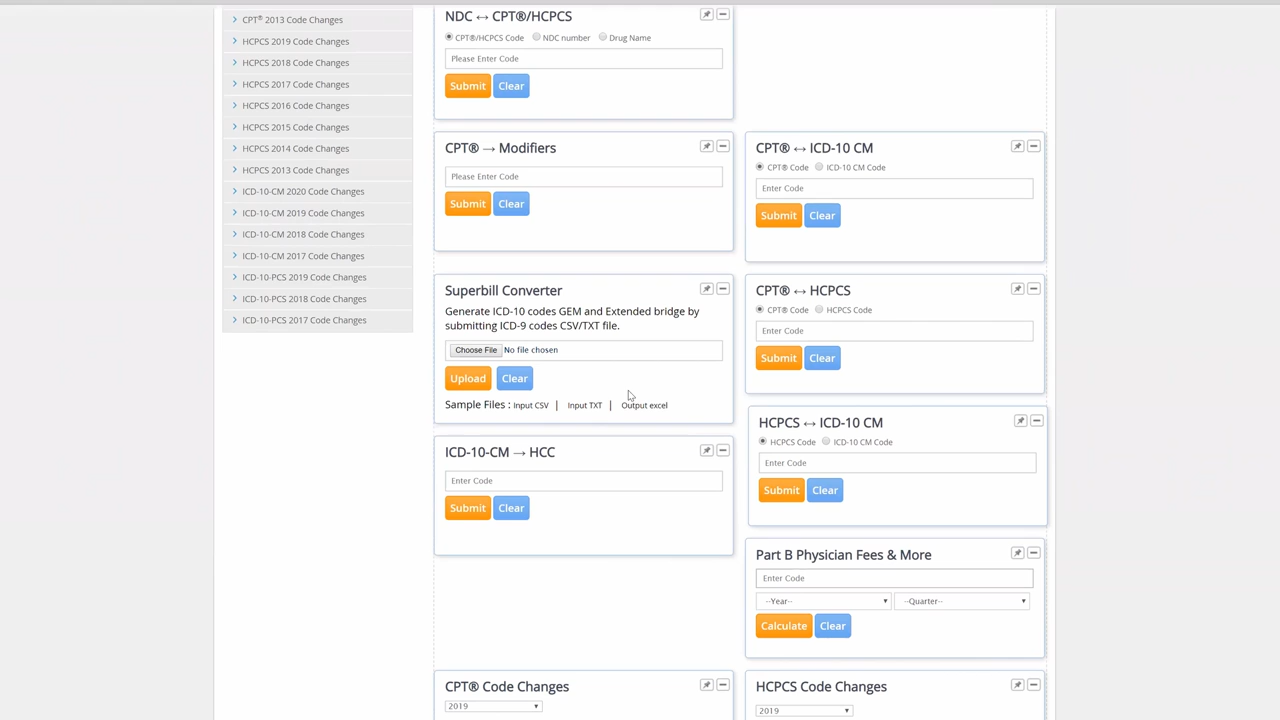 CPT® 2013 Code Changes
HCPCS 2019 Code Changes
HCPCS 2018 Code Changes
HCPCS 2017 Code Changes
HCPCS 2016 Code Changes
HCPCS 2015 Code Changes
HCPCS 2014 Code Changes
HCPCS 2013 Code Changes
ICD-10-CM 2020 Code Changes
ICD-10-CM 2019 Code Changes
ICD-10-CM 2018 Code Changes
ICD-10-CM 2017 Code Changes
ICD-10-PCS 2019 Code Changes
ICD-10-PCS 2018 Code Changes
ICD-10-PCS 2017 Code Changes
NDC ↔ CPT®/HCPCS
CPT®/HCPCS Code NDC number Drug Name
Please Enter Code
Submit Clear
CPT® → Modifiers
Please Enter Code
Submit Clear
Superbill Converter
Generate ICD-10 codes GEM and Extended bridge by
submitting ICD-9 codes CSV/TXT file.
Choose File No file chosen
Upload Clear
Sample Files : Input CSV | Input TXT | Output excel
ICD-10-CM → HCC
Enter Code
Submit Clear
CPT® Code Changes
2019
CPT® ↔ ICD-10 CM
CPT® Code ICD-10 CM Code
Enter Code
Submit Clear
CPT® ↔ HCPCS
CPT® Code HCPCS Code
Enter Code
Submit Clear
HCPCS ↔ ICD-10 CM
HCPCS Code ICD-10 CM Code
Enter Code
Submit Clear
Part B Physician Fees & More
Enter Code
--Year-- --Quarter--
Calculate Clear
HCPCS Code Changes
2019